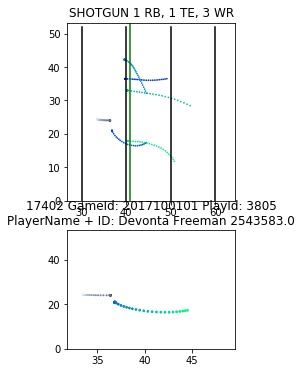 SHOTGUN 1 RB, 1 TE, 3 WR
50
40
30
20
10
0
30 40 50 60
17402 GameId: 2017100101 PlayId: 3805
PlayerName + ID: Devonta Freeman 2543583.0
40
20
0
35 40 45